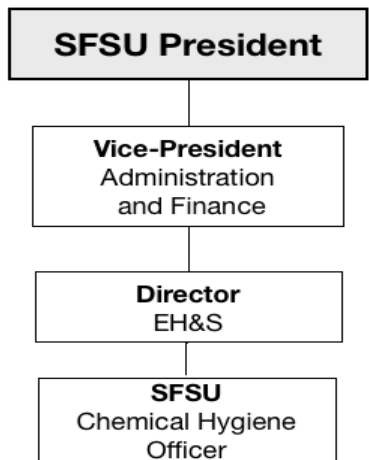 SFSU President
Vice-President
Administration
and Finance
Director
EH&S
SFSU
Chemical Hygiene
Officer